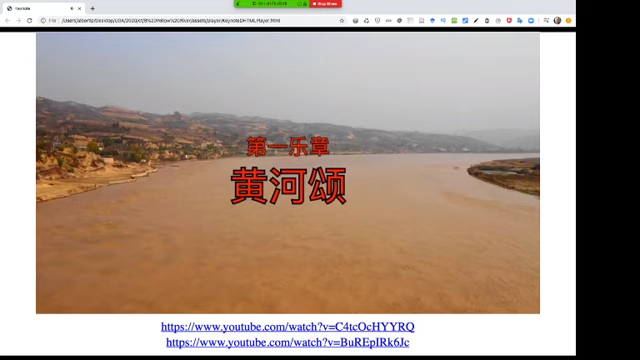 第一乐章
黄河颂
https://www.youtube.com/watch?v=C4tcOcHYYRQ
https://www.youtube.com/watch?v=BuREpIRk6Jc